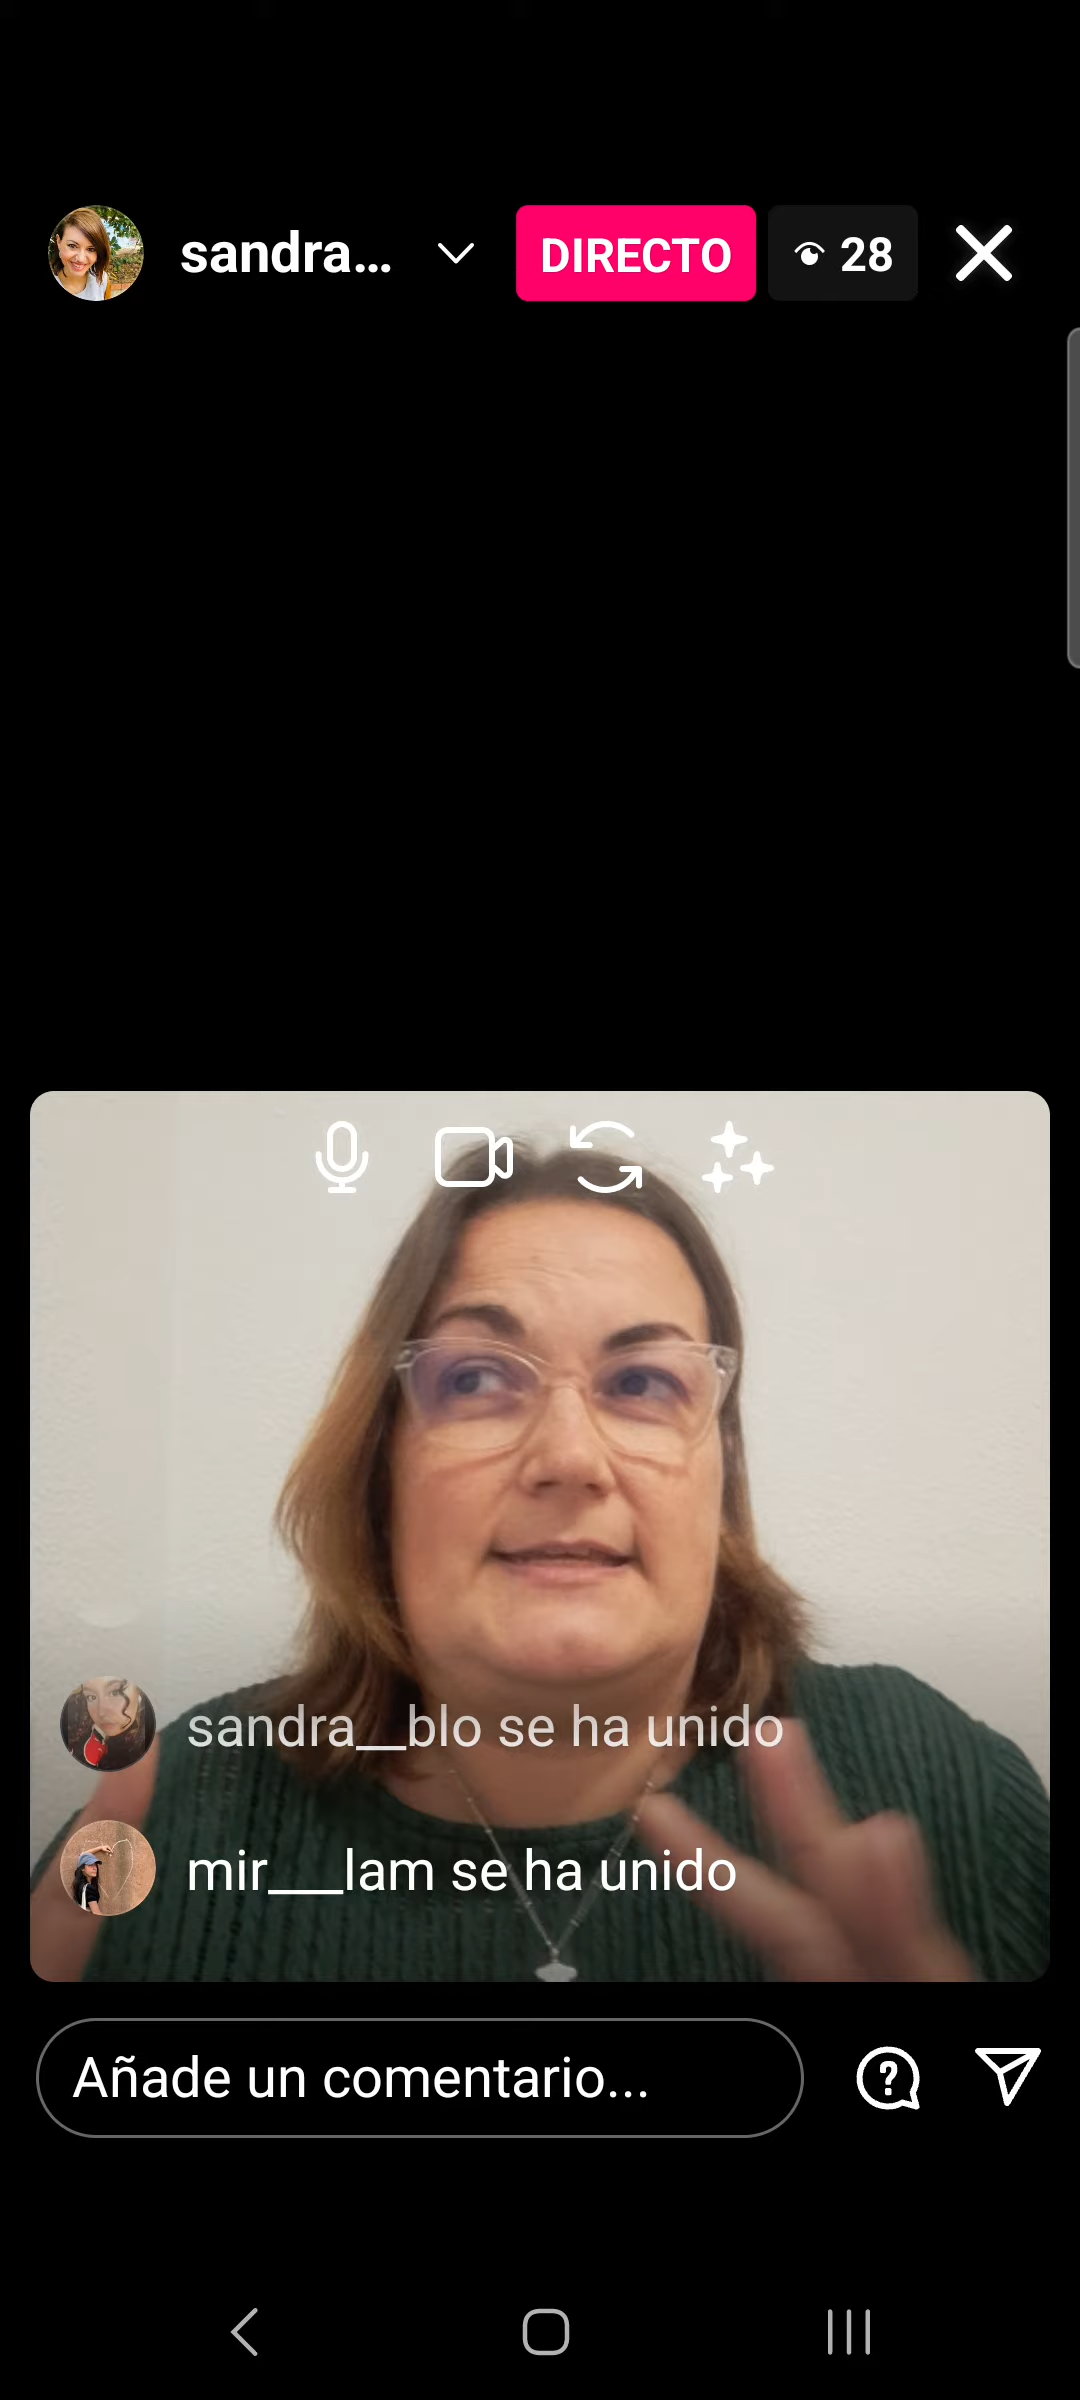 sandra...
DIRECTO
28
sandra__blo se ha unido
mir___lam se ha unido
Añade un comentario...